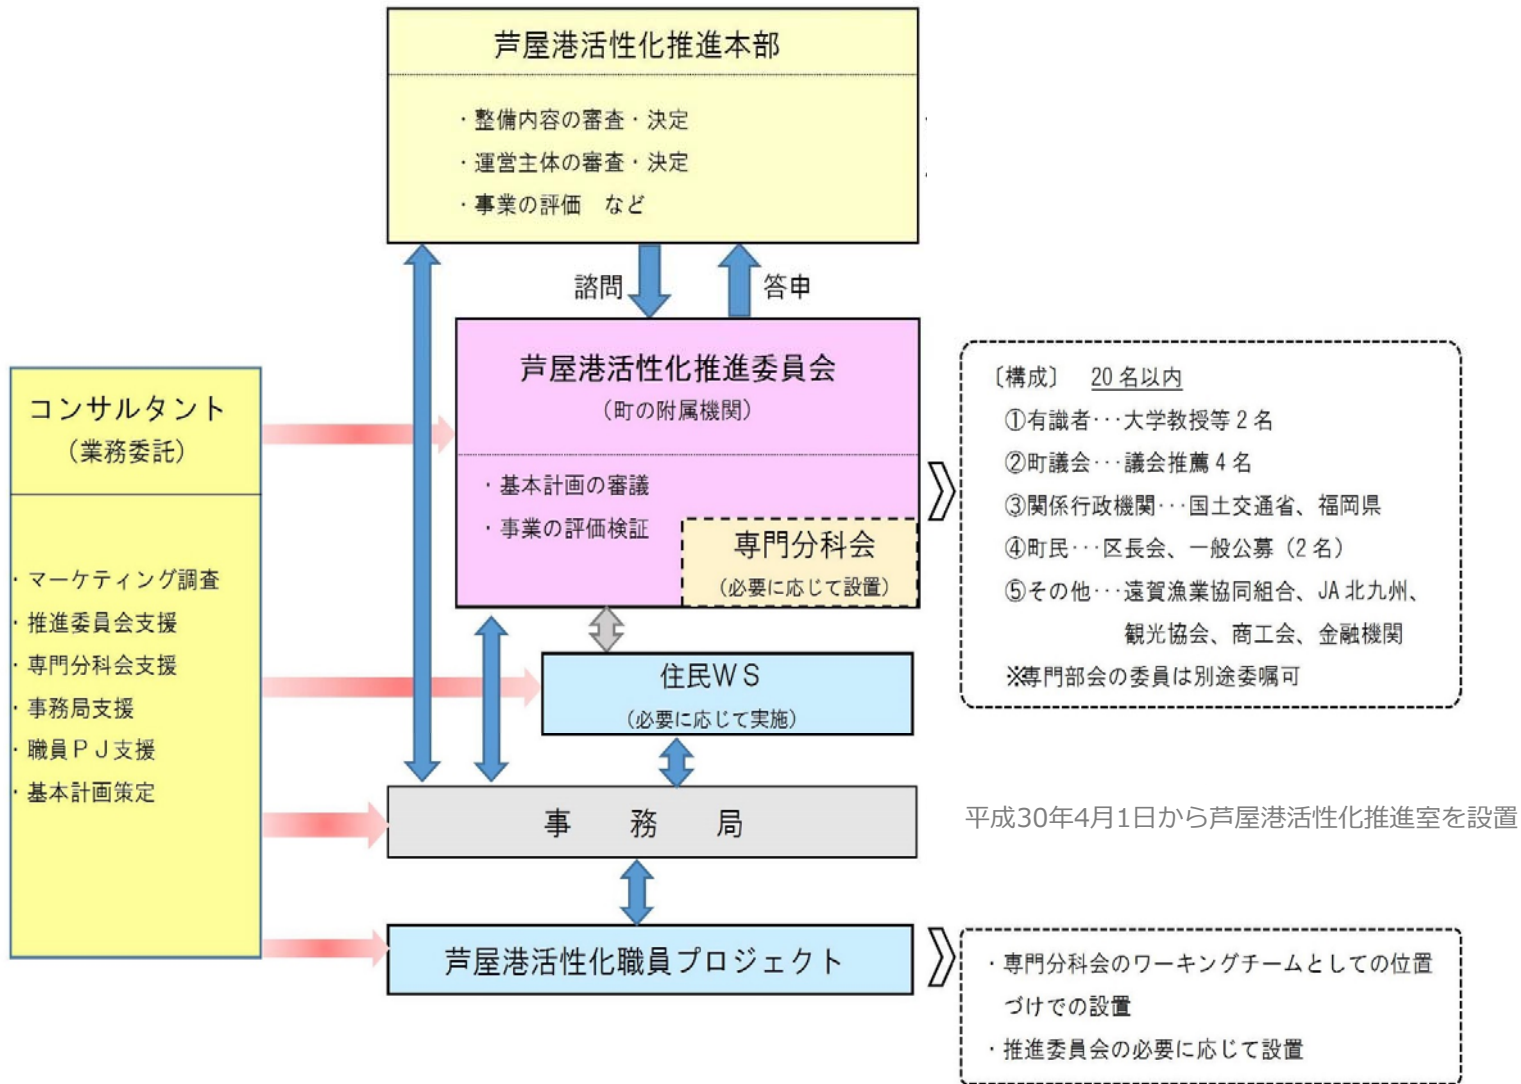 芦屋港活性化推進本部
・整備内容の審査・決定
・運営主体の審査・決定
・事業の評価 など
諮問
答申
芦屋港活性化推進委員会
（町の附属機関）
・基本計画の審議
・事業の評価検証
専門分科会
（必要に応じて設置）
コンサルタント
（業務委託）
・マーケティング調査
・推進委員会支援
・専門分科会支援
・事務局支援
・職員ＰＪ支援
・基本計画策定
〔構成〕 20名以内
①有識者･･･大学教授等2名
②町議会･･･議会推薦4名
③関係行政機関･･･国土交通省、福岡県
④町民･･･区長会、一般公募（2名）
⑤その他･･･遠賀漁業協同組合、JA北九州、
観光協会、商工会、金融機関
※専門部会の委員は別途委嘱可
住民ＷＳ
（必要に応じて実施）
事 務 局
平成30年4月1日から芦屋港活性化推進室を設置
芦屋港活性化職員プロジェクト
・専門分科会のワーキングチームとしての位置
づけでの設置
・推進委員会の必要に応じて設置